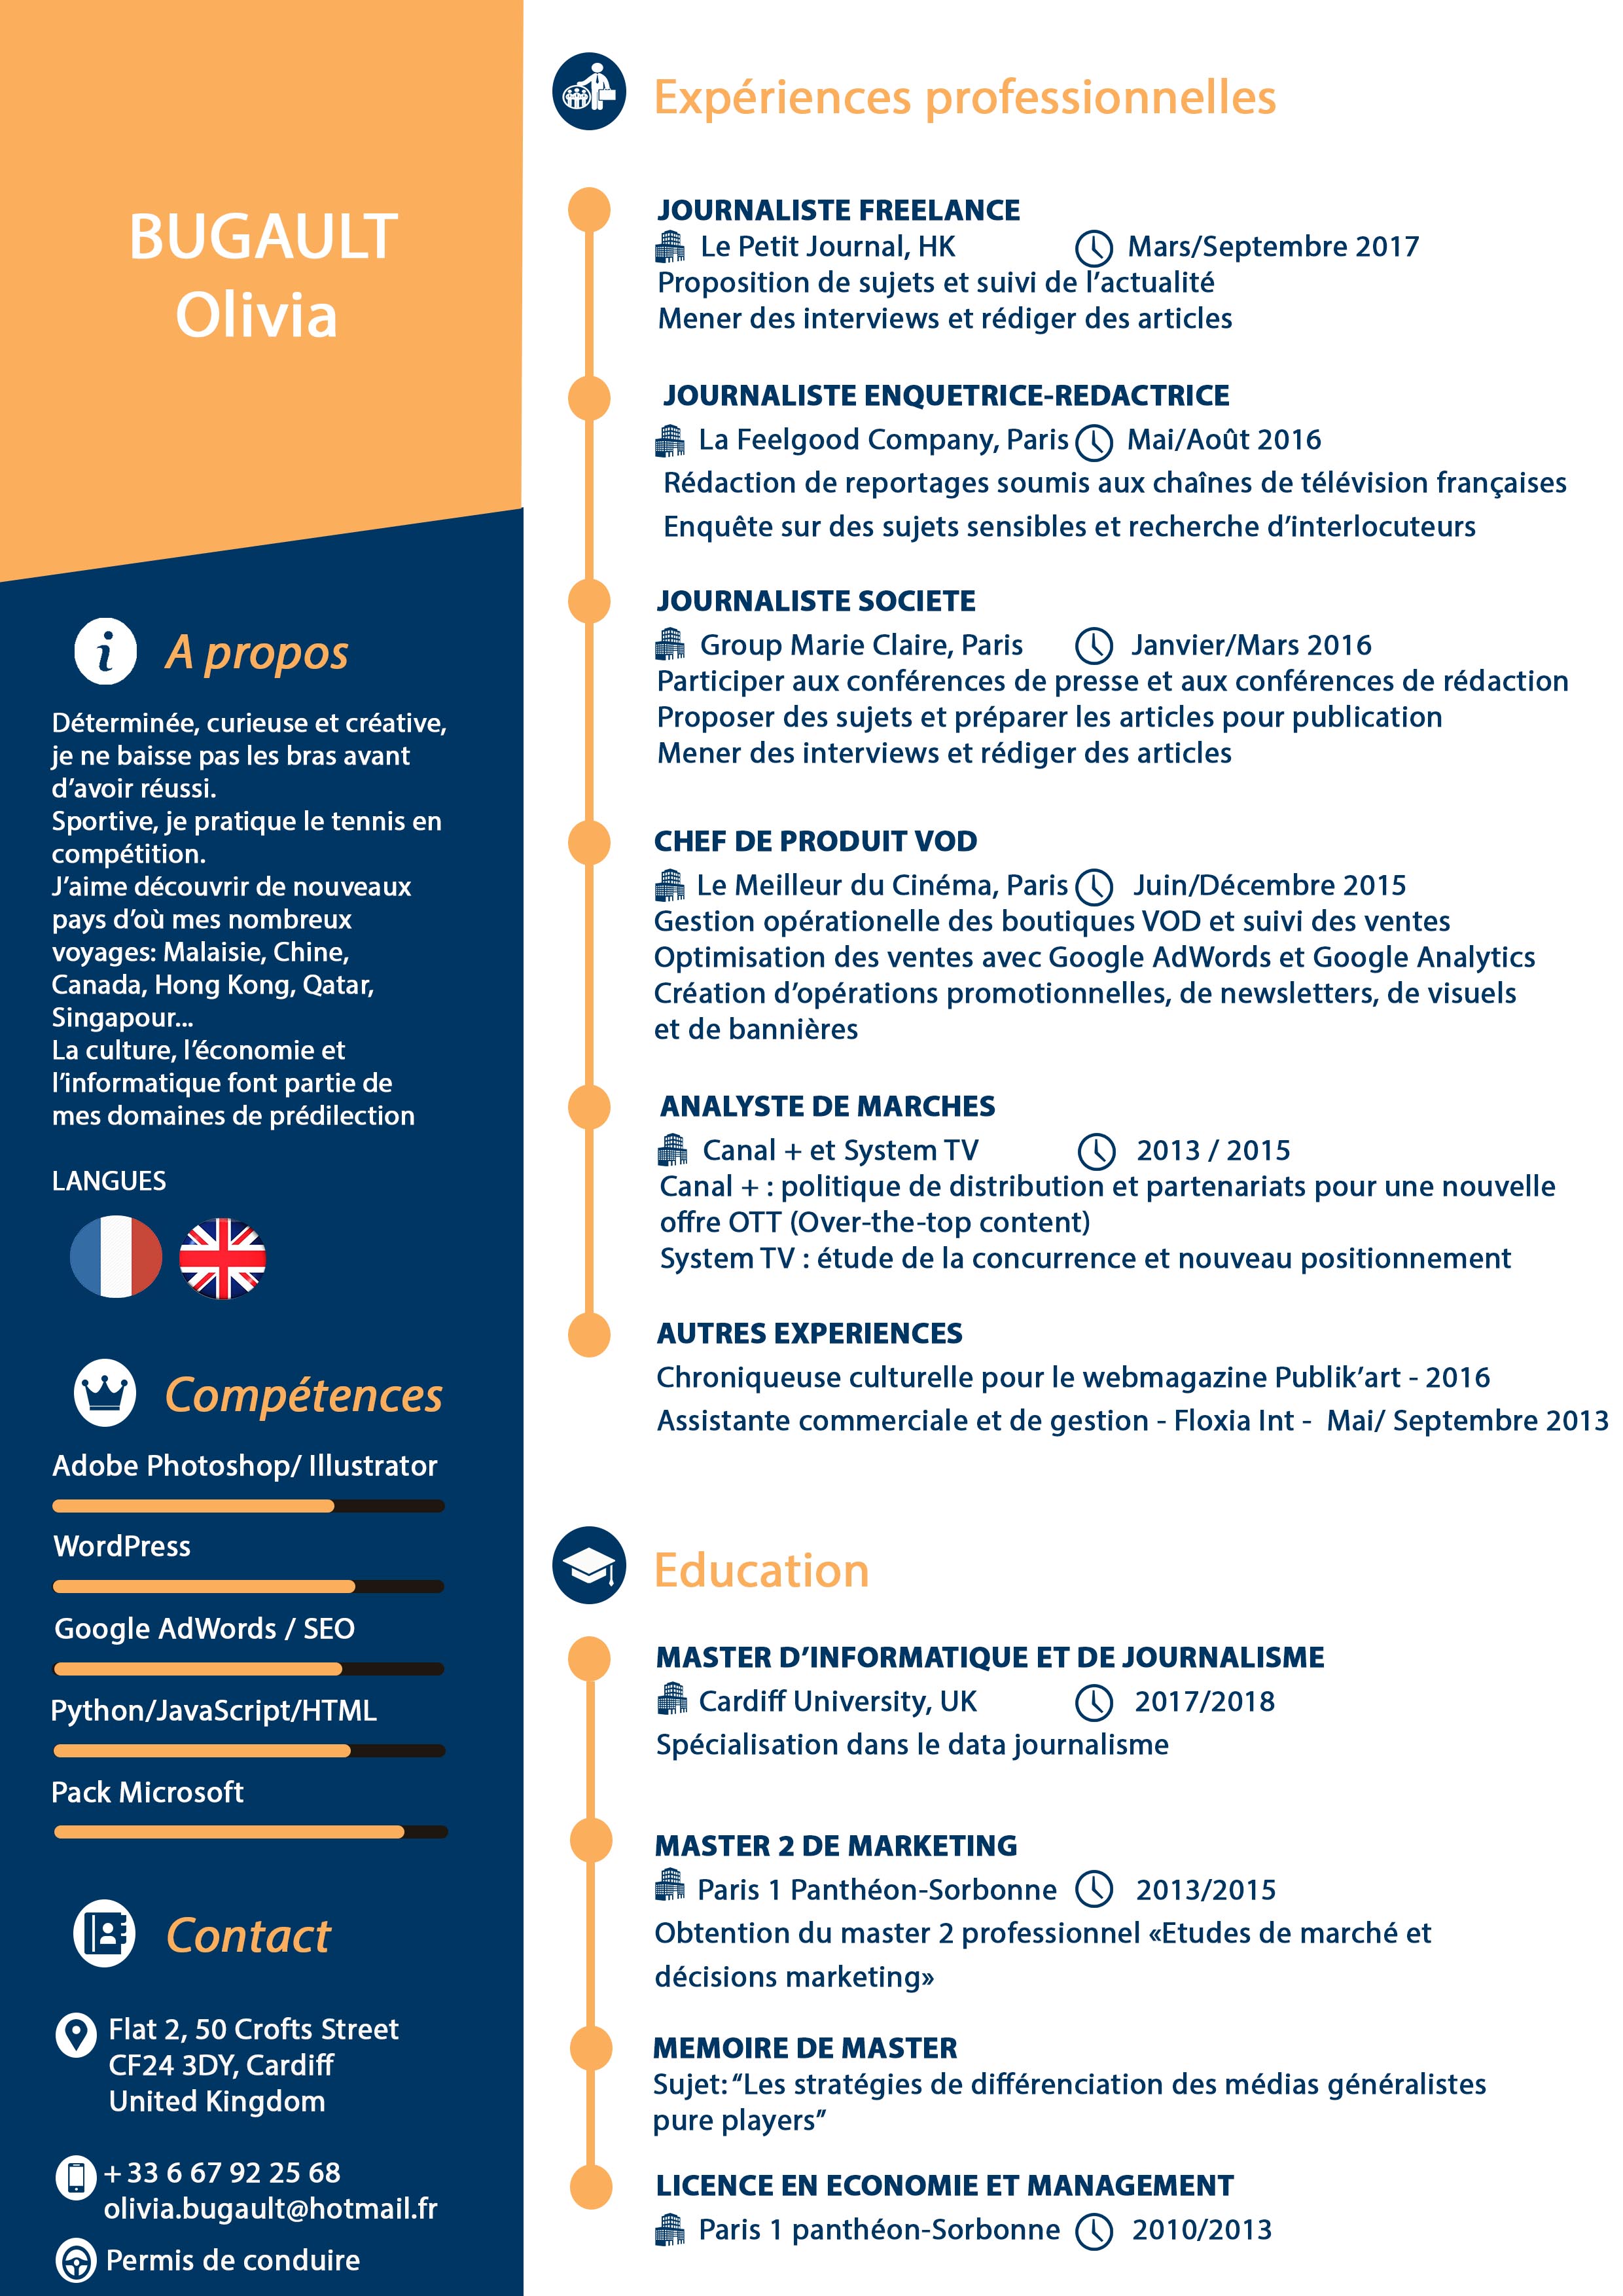 BUGAULT
Olivia
A propos
Déterminée, curieuse et créative,
je ne baisse pas les bras avant
d’avoir réussi.
Sportive, je pratique le tennis en
compétition.
J’aime découvrir de nouveaux
pays d’où mes nombreux
voyages: Malaisie, Chine,
Canada, Hong Kong, Qatar,
Singapour...
La culture, l’économie et
l’informatique font partie de
mes domaines de prédilection
LANGUES
Compétences
Adobe Photoshop/ Illustrator
WordPress
Google AdWords / SEO
Python/JavaScript/HTML
Pack Microsoft
Contact
Flat 2, 50 Crofts Street
CF24 3DY, Cardiff
United Kingdom
+ 33 6 67 92 25 68
olivia.bugault@hotmail.fr
Permis de conduire
Expériences professionnelles
JOURNALISTE FREELANCE
Le Petit Journal, HK Mars/Septembre 2017
Proposition de sujets et suivi de l’actualité
Mener des interviews et rédiger des articles
JOURNALISTE ENQUETRICE-REDACTRICE
La Feelgood Company, Paris Mai/Août 2016
Rédaction de reportages soumis aux chaînes de télévision françaises
Enquête sur des sujets sensibles et recherche d’interlocuteurs
JOURNALISTE SOCIETE
Group Marie Claire, Paris Janvier/Mars 2016
Participer aux conférences de presse et aux conférences de rédaction
Proposer des sujets et préparer les articles pour publication
Mener des interviews et rédiger des articles
CHEF DE PRODUIT VOD
Le Meilleur du Cinéma, Paris Juin/Décembre 2015
Gestion opérationelle des boutiques VOD et suivi des ventes
Optimisation des ventes avec Google AdWords et Google Analytics
Création d’opérations promotionnelles, de newsletters, de visuels
et de bannières
ANALYSTE DE MARCHES
Canal + et System TV 2013 / 2015
Canal + : politique de distribution et partenariats pour une nouvelle
offre OTT (Over-the-top content)
System TV : étude de la concurrence et nouveau positionnement
AUTRES EXPERIENCES
Chroniqueuse culturelle pour le webmagazine Publik’art - 2016
Assistante commerciale et de gestion - Floxia Int - Mai/ Septembre 2013
Education
MASTER D’INFORMATIQUE ET DE JOURNALISME
Cardiff University, UK 2017/2018
Spécialisation dans le data journalisme
MASTER 2 DE MARKETING
Paris 1 Panthéon-Sorbonne 2013/2015
Obtention du master 2 professionnel «Etudes de marché et
décisions marketing»
MEMOIRE DE MASTER
Sujet: “Les stratégies de différenciation des médias généralistes
pure players”
LICENCE EN ECONOMIE ET MANAGEMENT
Paris 1 panthéon-Sorbonne 2010/2013